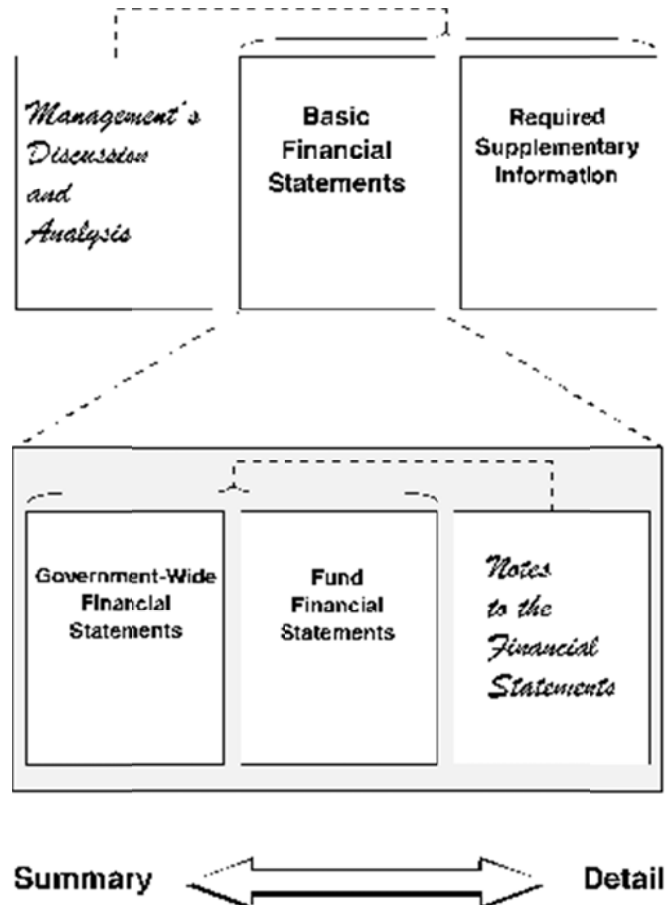 Management's
Discussion
and
Analysis
Basic
Financial
Statements
Required
Supplementary
Information
Government-Wide
Financial
Statements
Fund
Financial
Statements
Notes
to the
Financial
Statements
Summary
Detail